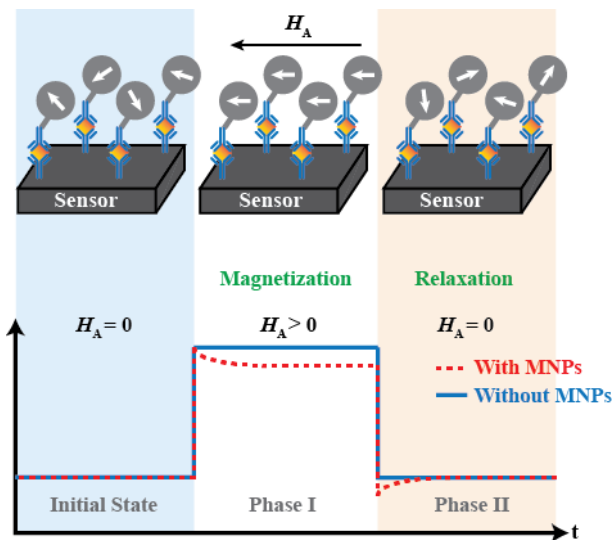 H_A
Sensor
Sensor
Sensor
Magnetization
Relaxation
H_A = 0
H_A > 0
H_A = 0
With MNPs
Without MNPs
Initial State
Phase I
Phase II
t